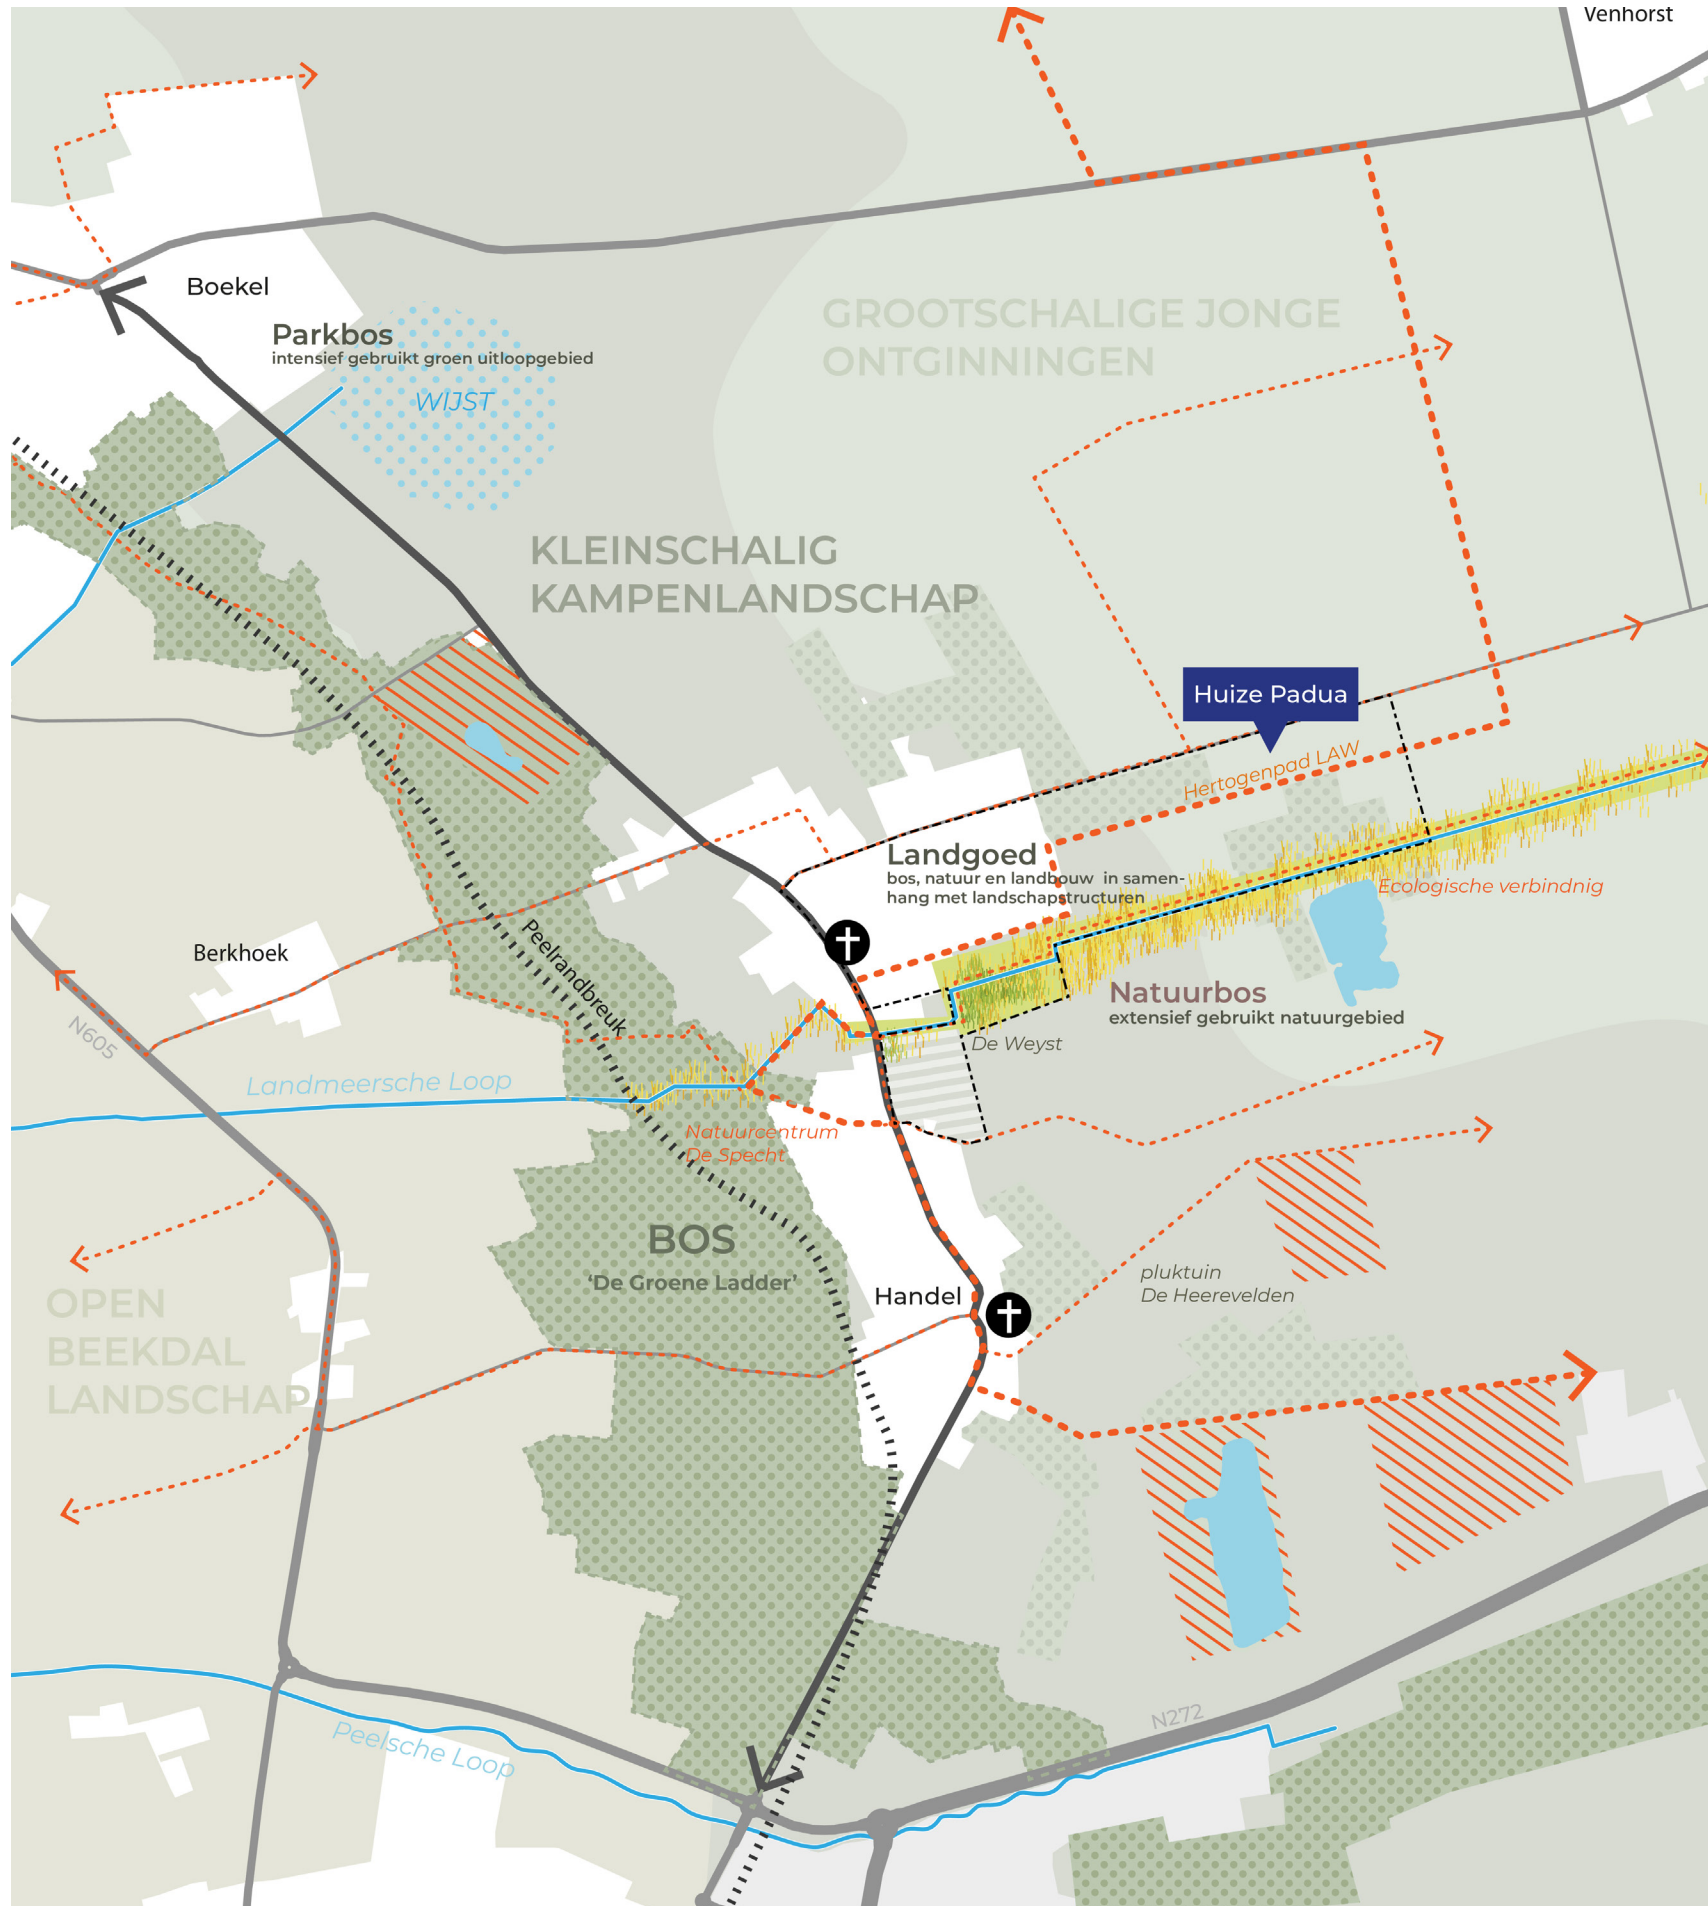 Venhorst
Boekel
GROOTSCHALIGE JONGE
ONTGINNINGEN
Parkbos
intensief gebruikt groen uitloopgebied
WIJST
KLEINSCHALIG
KAMPENLANDSCHAP
Huize Padua
Hertogenpad LAW
Landgoed
bos, natuur en landbouw in samen-
hang met landschapstructuren
Ecologische verbindnig
Berkhoek
Peelrandbreuk
Natuurbos
extensief gebruikt natuurgebied
N605
De Weyst
Landmeersche Loop
Natuurcentrum
De Specht
BOS
'De Groene Ladder'
pluktuin
De Heerevelden
Handel
OPEN
BEEKDAL
LANDSCHAP
N272
Peelsche Loop